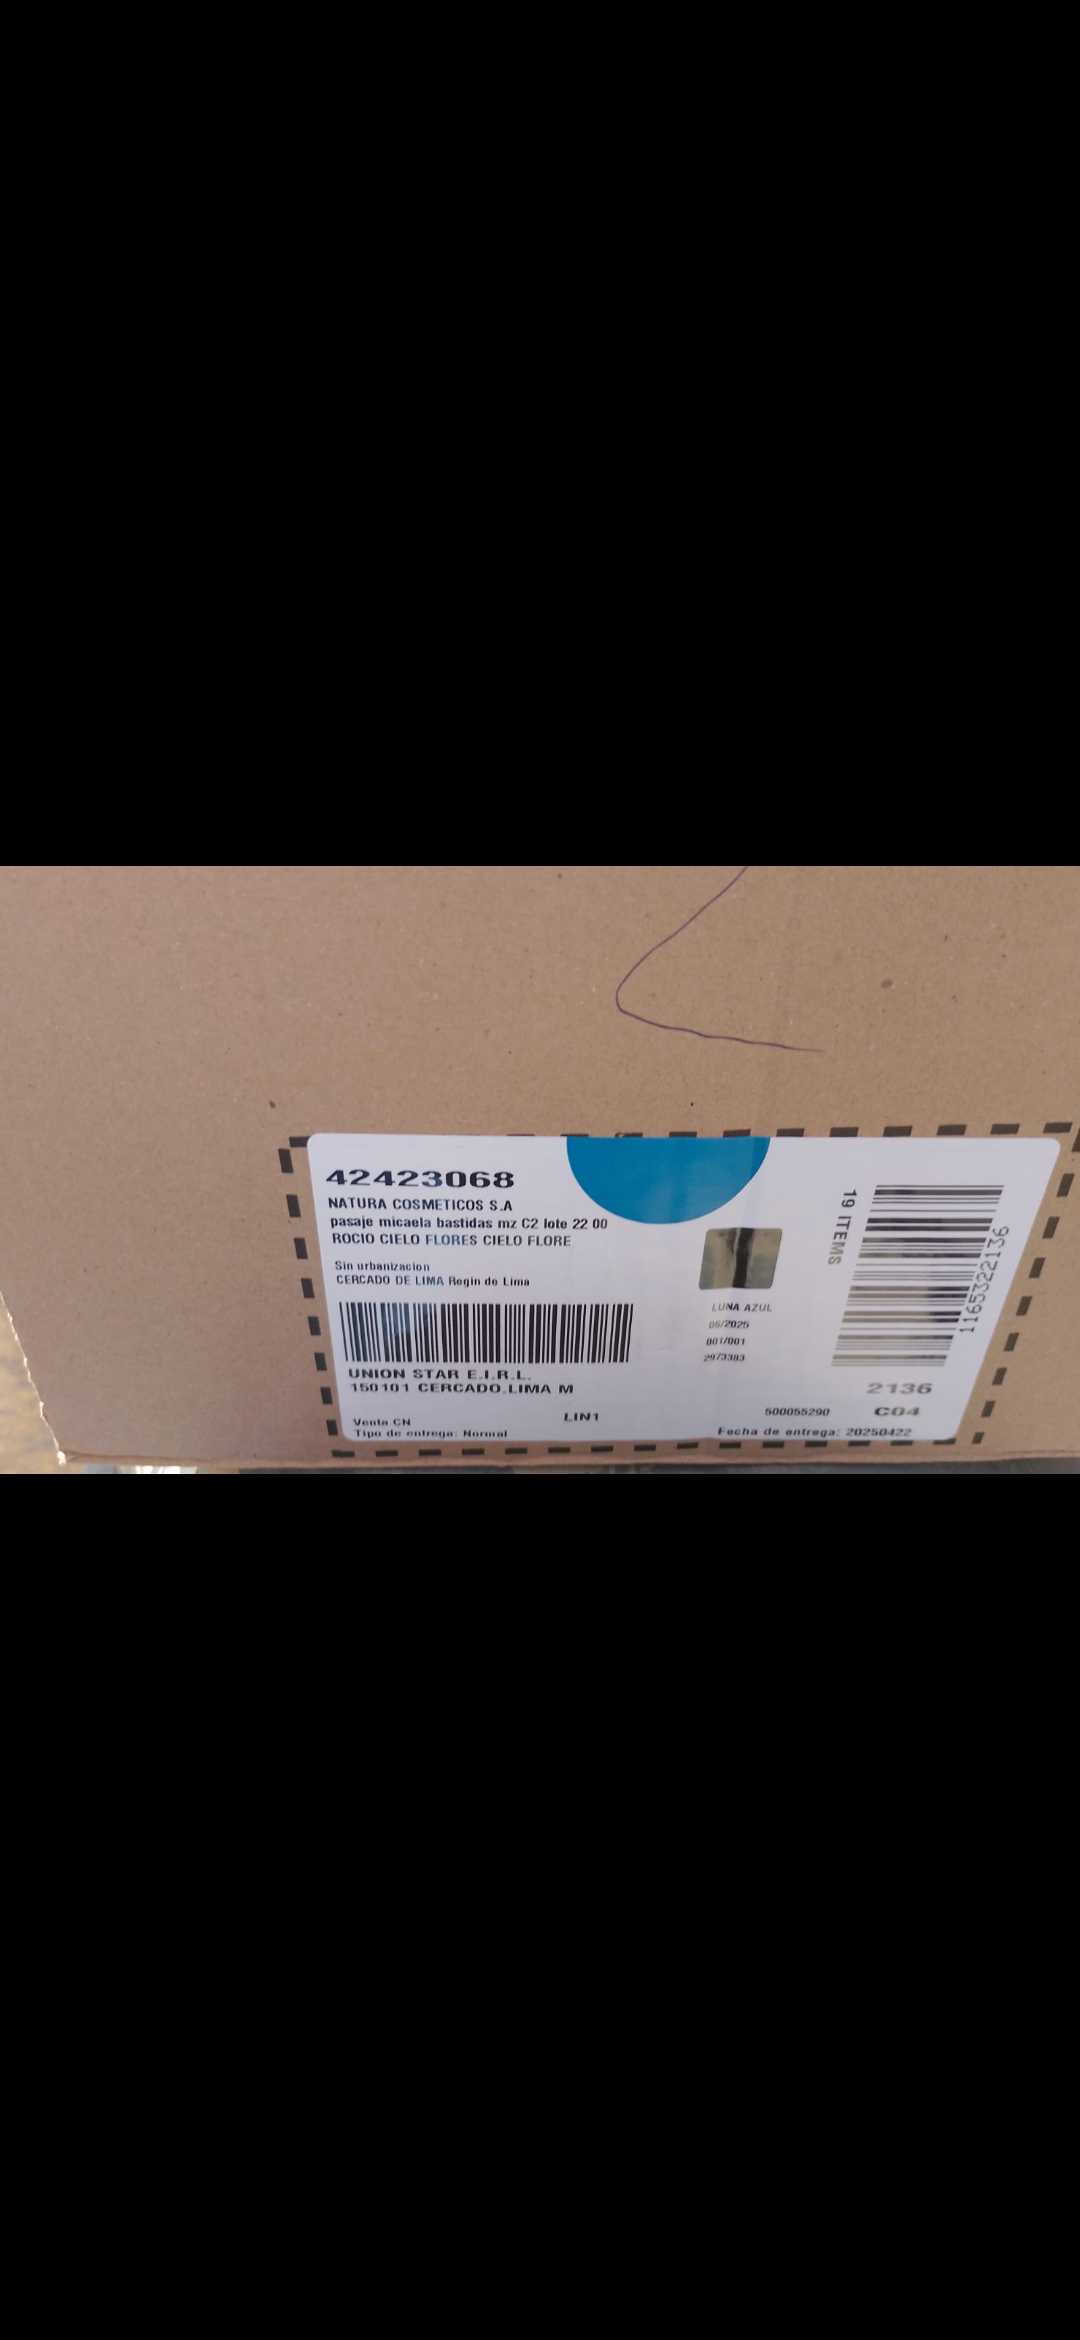 42423068
NATURA COSMETICOS S.A
pasaje micaela bastidas mz C2 lote 22 00
ROCIO CIELO FLORES CIELO FLORE
Sin urbanizacion
CERCADO DE LIMA Regin de Lima
UNION STAR E.I.R.L.
150101 CERCADO.LIMA M
Venta CN
Tipo de entrega: Normal
LIN1
LUNA AZUL
06/2025
001/001
2973383
19 ITEMS
1165322136
2136
500055290
C04
Fecha de entrega: 20250422